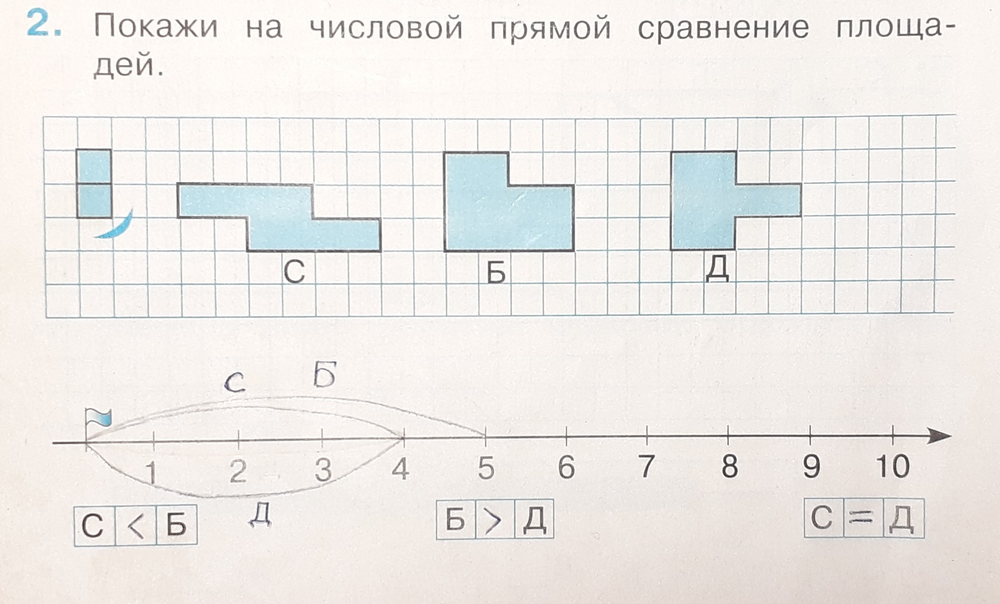 2. Покажи на числовой прямой сравнение площа-
дей.
С Б Д
С Б
1 2 3 4 5 6 7 8 9 10
Д
С < Б Б > Д С = Д